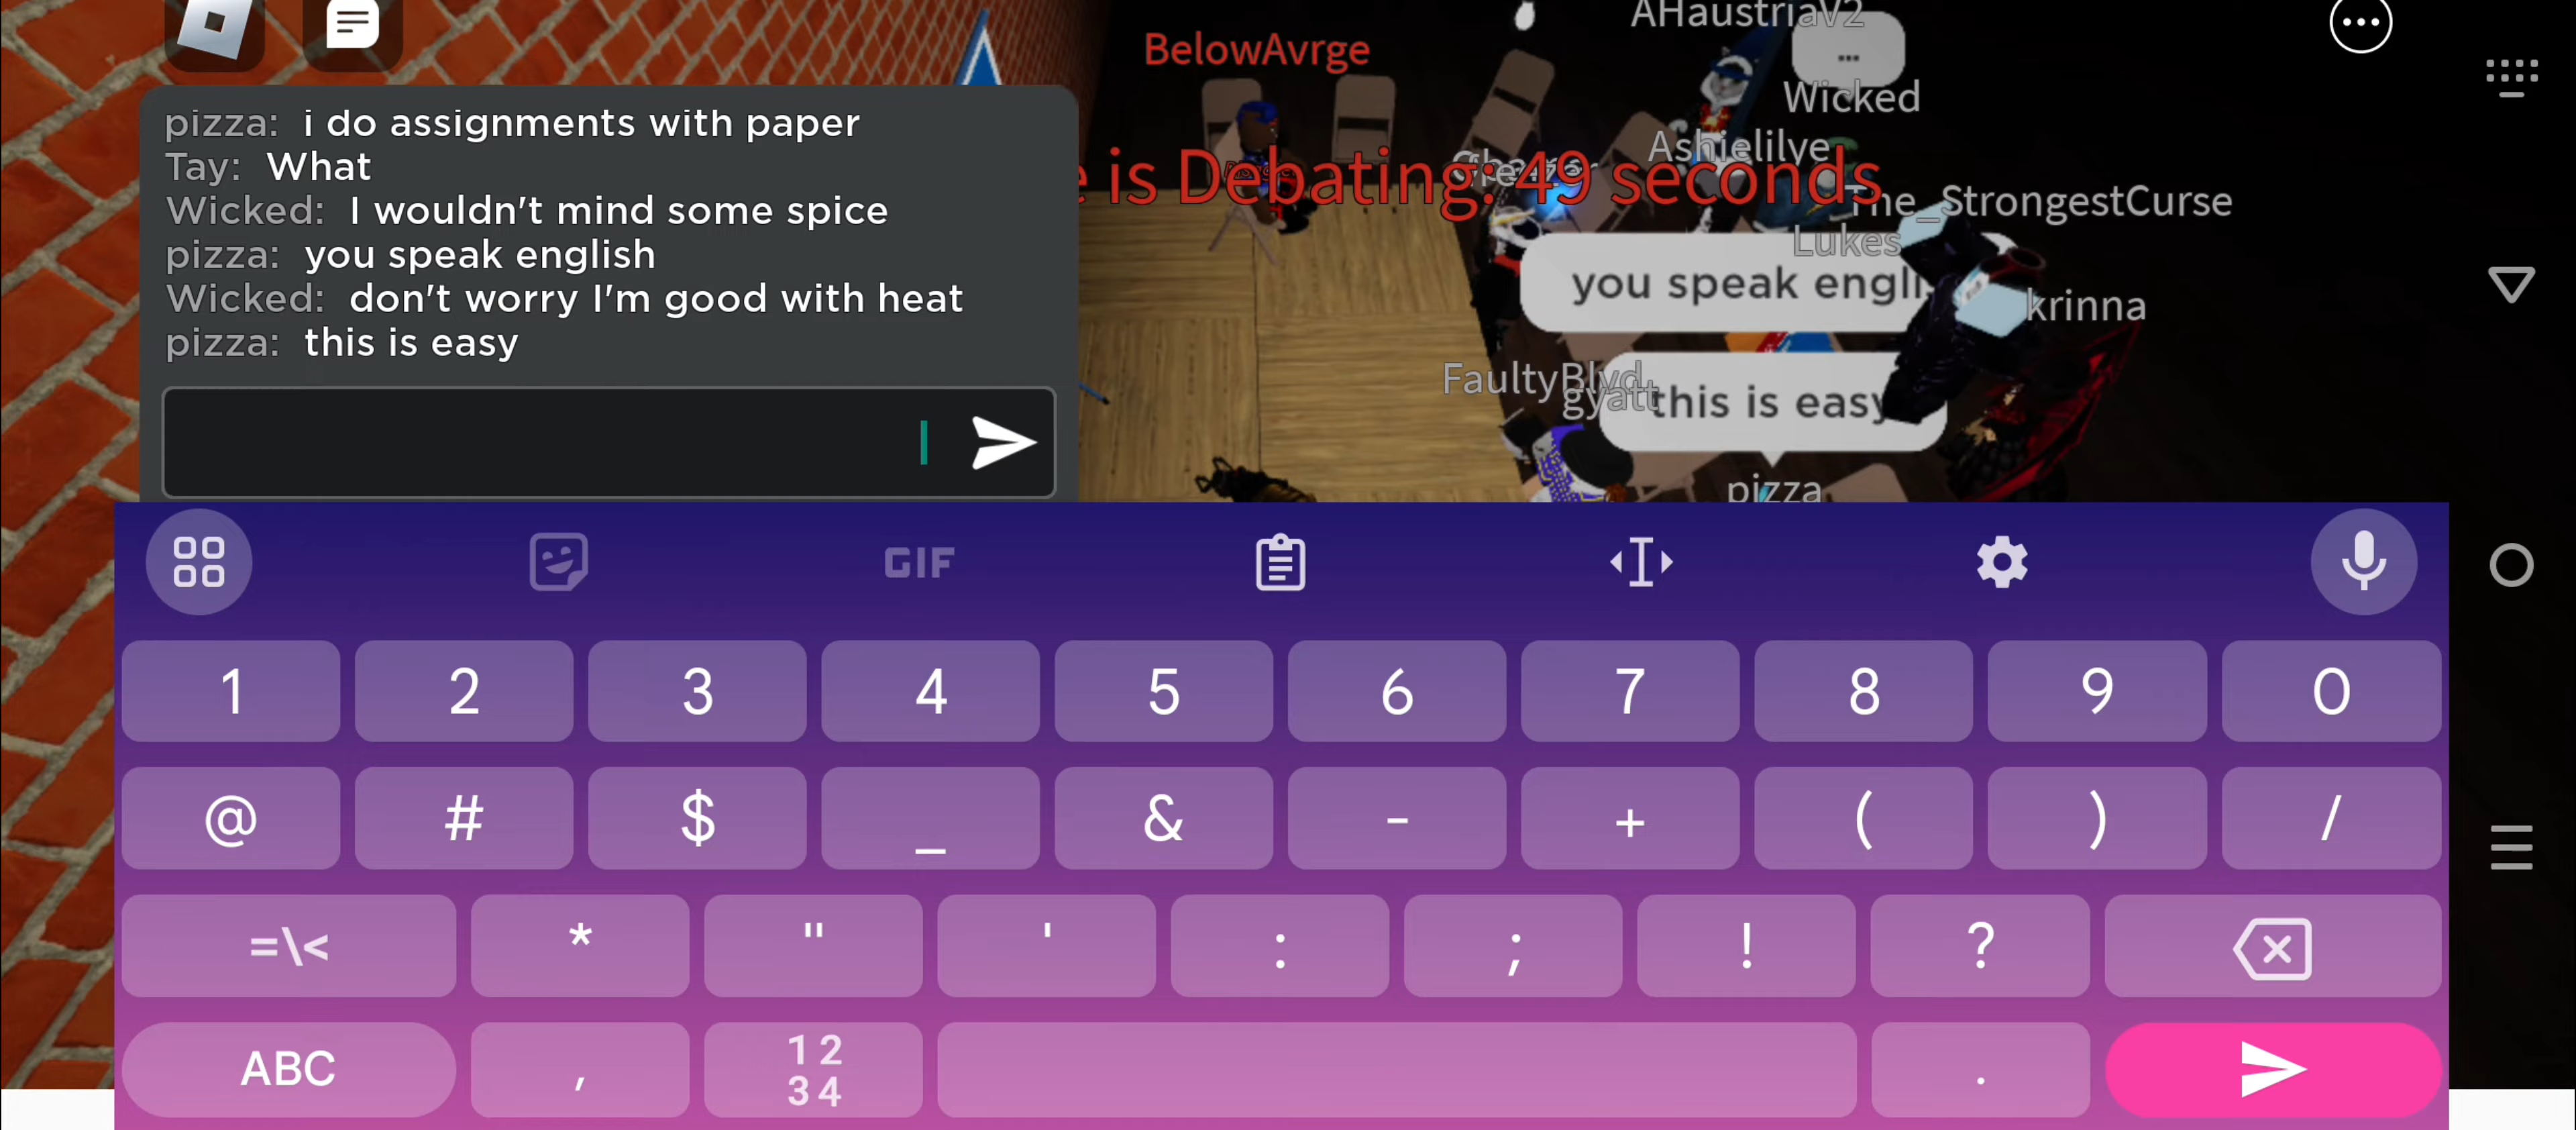 AHaustriaV2
BelowAvrge
...
Wicked
pizza: i do assignments with paper
Tay: What
Wicked: I wouldn't mind some spice
pizza: you speak english
Wicked: don't worry I'm good with heat
pizza: this is easy
Ashielilye
e is Debating: 49 seconds
The_StrongestCurse
Lukes
you speak engli
krinna
FaultyBlvd
gyatt
this is easy
pizza
GIF
1 2 3 4 5 6 7 8 9 0
@ # $ _ & - + ( ) /
=\< * " ' : ; ! ?
ABC , 12 .
34